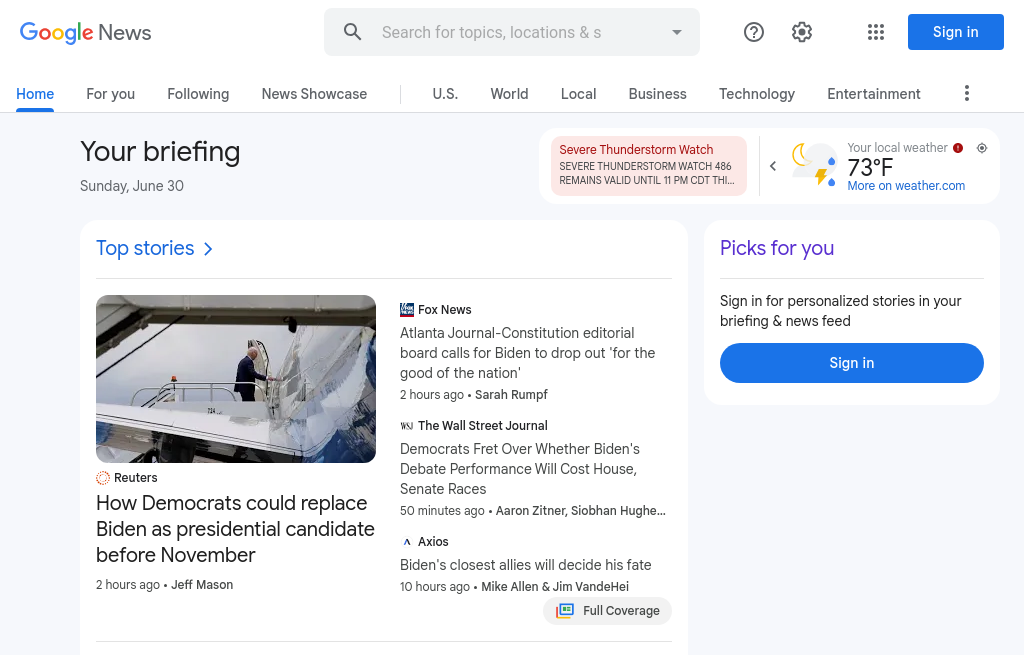 Google News
Search for topics, locations & s
Sign in
Home
For you
Following
News Showcase
U.S.
World
Local
Business
Technology
Entertainment
Your briefing
Sunday, June 30
Severe Thunderstorm Watch
SEVERE THUNDERSTORM WATCH 486
REMAINS VALID UNTIL 11 PM CDT THI...
Your local weather
73°F
More on weather.com
Top stories
Reuters
How Democrats could replace
Biden as presidential candidate
before November
2 hours ago • Jeff Mason
Fox News
Atlanta Journal-Constitution editorial
board calls for Biden to drop out 'for the
good of the nation'
2 hours ago • Sarah Rumpf
WSJ The Wall Street Journal
Democrats Fret Over Whether Biden's
Debate Performance Will Cost House,
Senate Races
50 minutes ago • Aaron Zitner, Siobhan Hughe...
Axios
Biden's closest allies will decide his fate
10 hours ago • Mike Allen & Jim VandeHei
Full Coverage
Picks for you
Sign in for personalized stories in your
briefing & news feed
Sign in